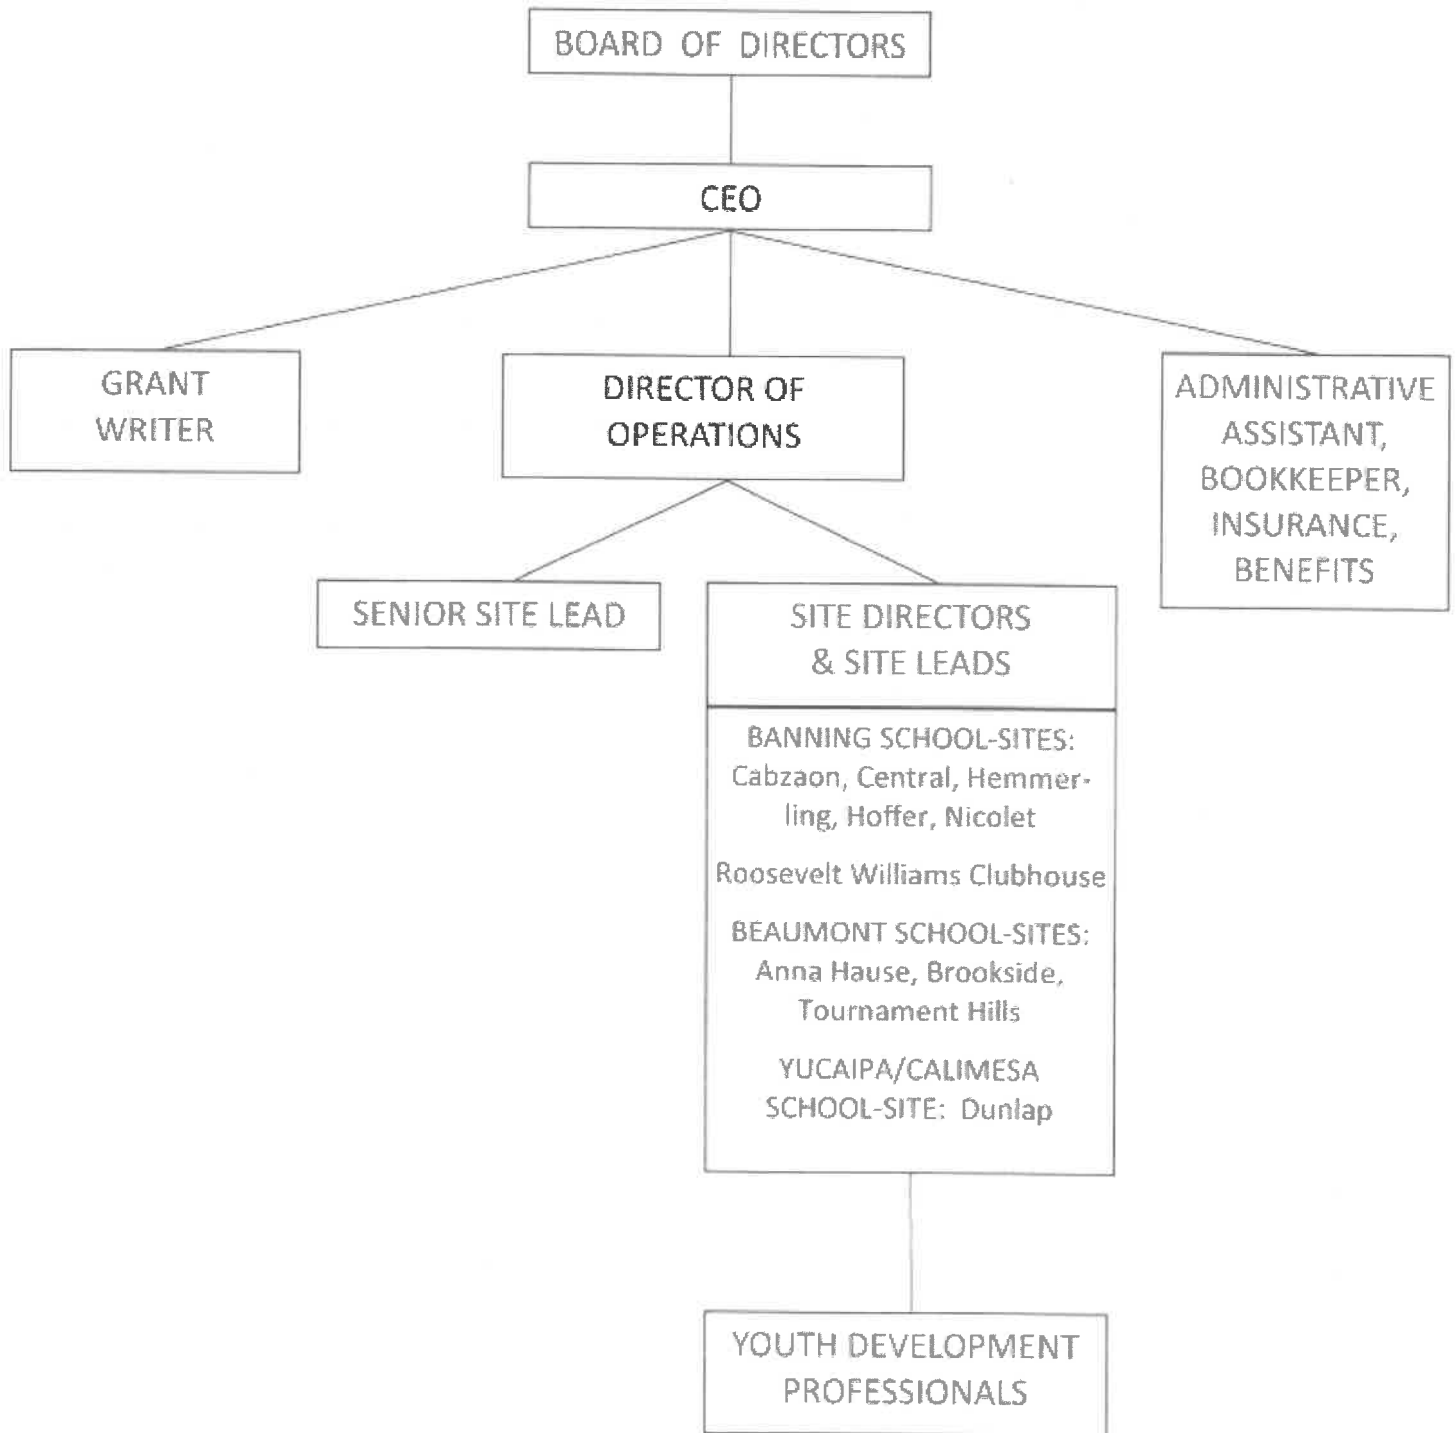 BOARD OF DIRECTORS
CEO
GRANT
WRITER
DIRECTOR OF
OPERATIONS
ADMINISTRATIVE
ASSISTANT,
BOOKKEEPER,
INSURANCE,
BENEFITS
SENIOR SITE LEAD
SITE DIRECTORS
& SITE LEADS
BANNING SCHOOL-SITES:
Cabzaon, Central, Hemmer-
ling, Hoffer, Nicolet
Roosevelt Williams Clubhouse
BEAUMONT SCHOOL-SITES:
Anna Hause, Brookside,
Tournament Hills
YUCAIPA/CALIMESA
SCHOOL-SITE: Dunlap
YOUTH DEVELOPMENT
PROFESSIONALS